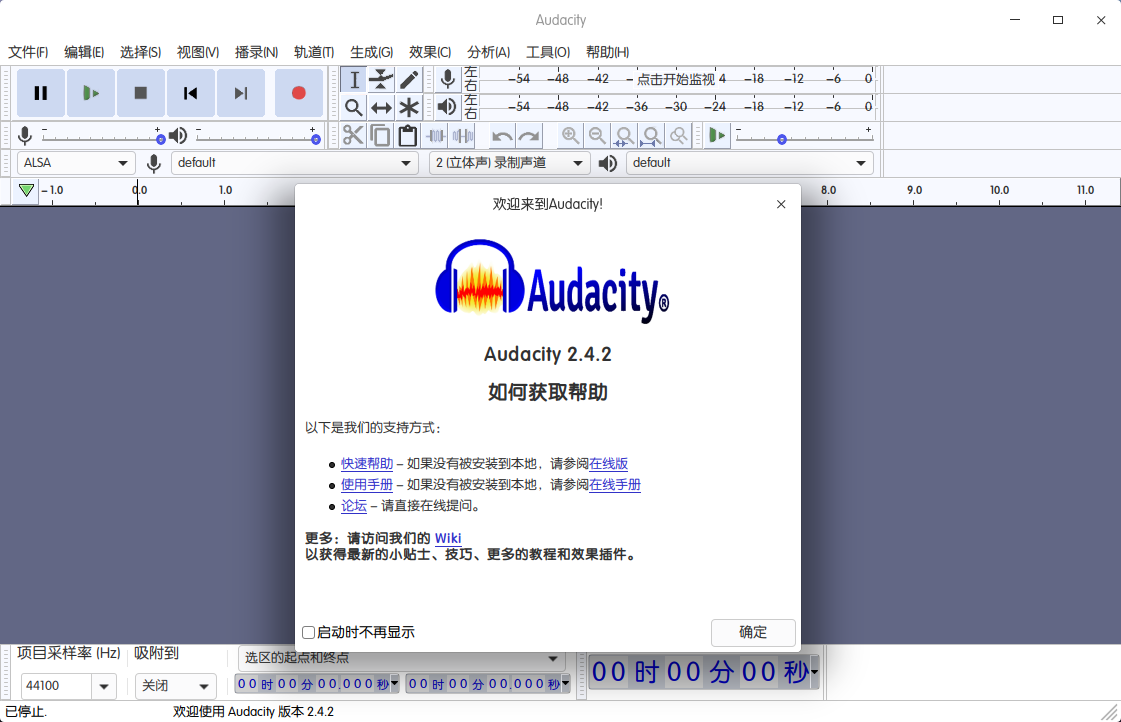 Audacity
文件(F) 编辑(E) 选择(S) 视图(V) 播录(N) 轨道(T) 生成(G) 效果(C) 分析(A) 工具(O) 帮助(H)
左 右 -54 -48 -42 - 点击开始监视 4 -18 -12 -6 0
左 右 -54 -48 -42 -36 -30 -24 -18 -12 -6 0
- + - + - +
ALSA default 2 (立体声) 录制声道 default
-1.0 0.0 1.0 8.0 9.0 10.0 11.0
欢迎来到Audacity!
Audacity®
Audacity 2.4.2
如何获取帮助
以下是我们的支持方式：
快速帮助 – 如果没有被安装到本地，请参阅在线版
使用手册 – 如果没有被安装到本地，请参阅在线手册
论坛 – 请直接在线提问。
更多：请访问我们的 Wiki
以获得最新的小贴士、技巧、更多的教程和效果插件。
启动时不再显示 确定
项目采样率 (Hz) 吸附到 选区的起点和终点
44100 关闭 00时00分00.000秒 00时00分00.000秒 00时00分00秒
已停止. 欢迎使用 Audacity 版本 2.4.2